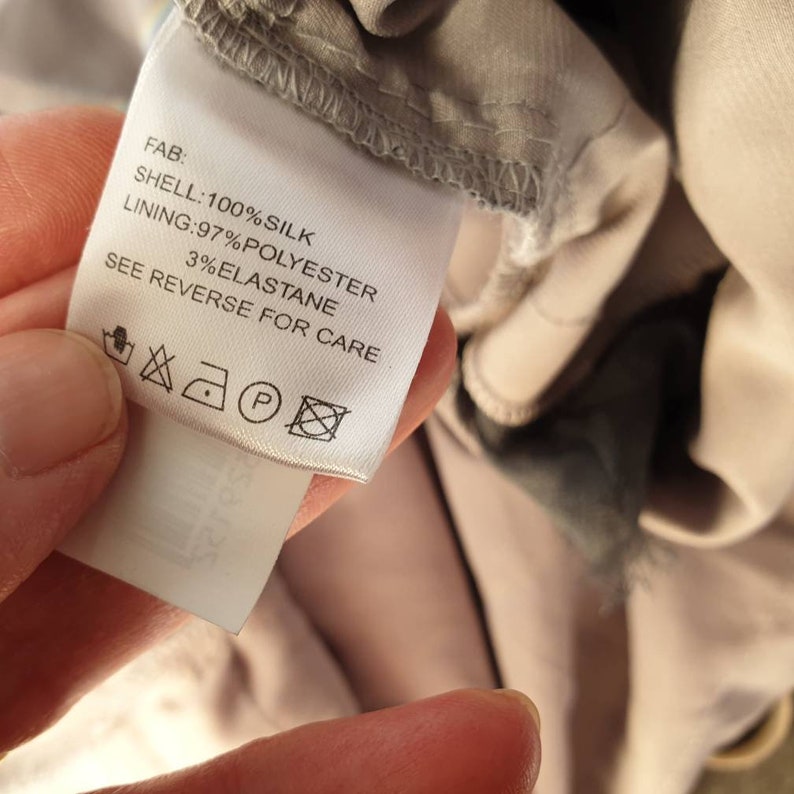 FAB:
SHELL:100%SILK
LINING:97%POLYESTER
3%ELASTANE
SEE REVERSE FOR CARE
P